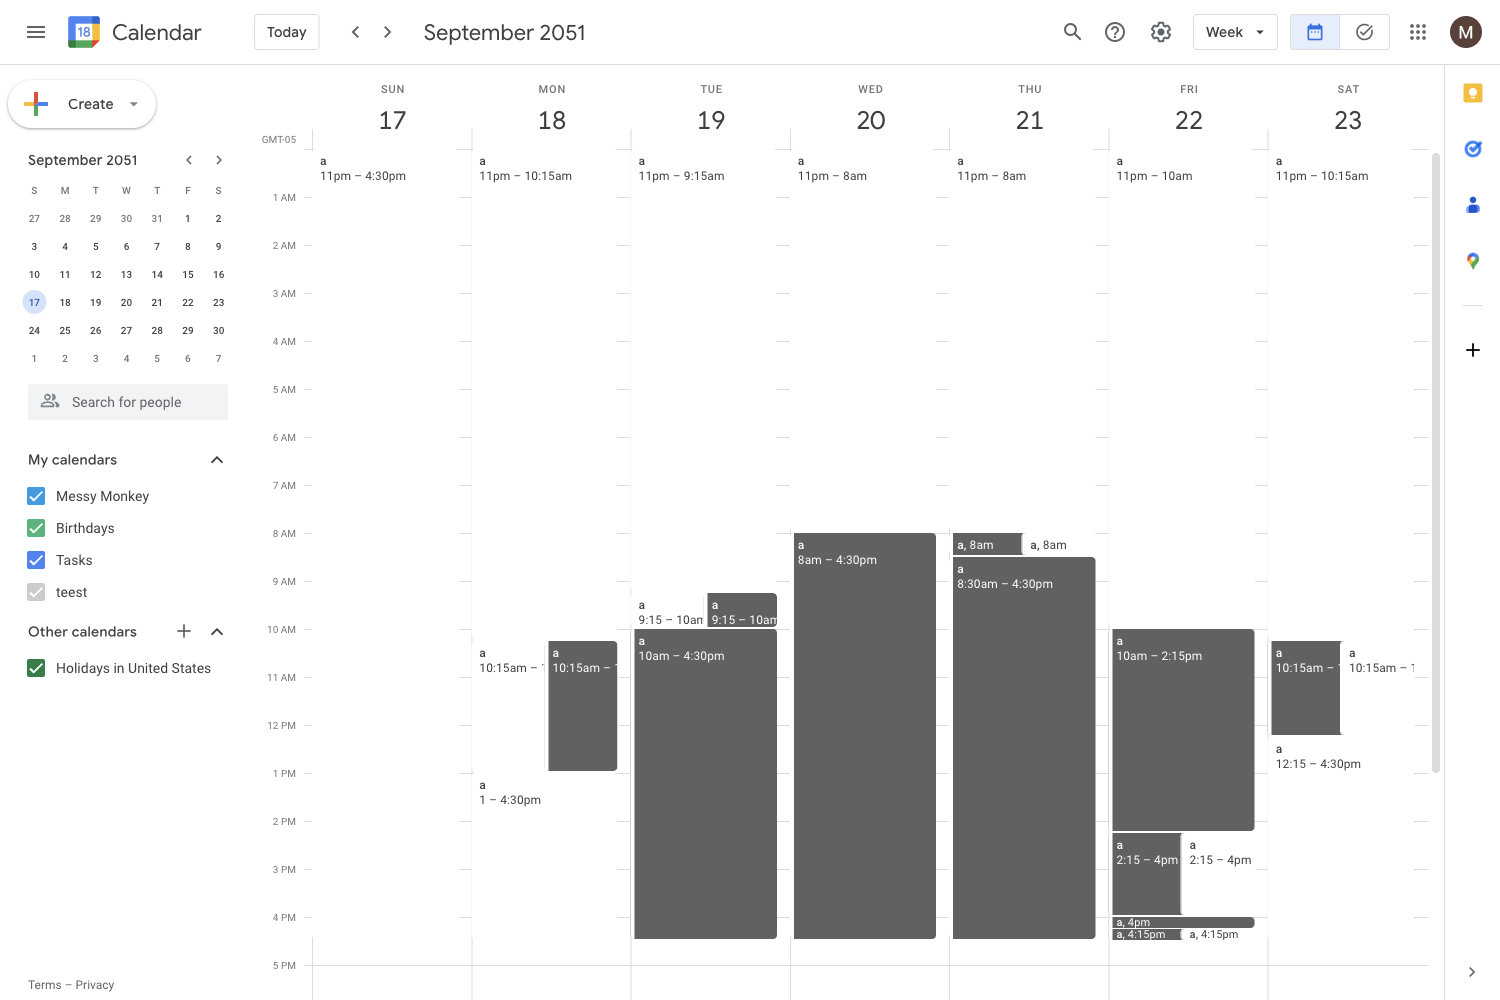 18
Calendar
Today
September 2051
Week
M
Create
September 2051
S M T W T F S
27 28 29 30 31 1 2
3 4 5 6 7 8 9
10 11 12 13 14 15 16
17 18 19 20 21 22 23
24 25 26 27 28 29 30
1 2 3 4 5 6 7
Search for people
My calendars
Messy Monkey
Birthdays
Tasks
teest
Other calendars
Holidays in United States
Terms – Privacy
SUN MON TUE WED THU FRI SAT
17 18 19 20 21 22 23
GMT-05
1 AM
2 AM
3 AM
4 AM
5 AM
6 AM
7 AM
8 AM
9 AM
10 AM
11 AM
12 PM
1 PM
2 PM
3 PM
4 PM
5 PM
a
11pm – 4:30pm
a
11pm – 10:15am
a
10:15am –
a
10:15am –
a
1 – 4:30pm
a
11pm – 9:15am
a
9:15 – 10am
a
9:15 – 10am
a
10am – 4:30pm
a
11pm – 8am
a
8am – 4:30pm
a
11pm – 8am
a, 8am
a, 8am
a
8:30am – 4:30pm
a
11pm – 10am
a
10am – 2:15pm
a
2:15 – 4pm
a
2:15 – 4pm
a, 4pm
a, 4:15pm
a, 4:15pm
a
11pm – 10:15am
a
10:15am –
a
10:15am – 1
a
12:15 – 4:30pm